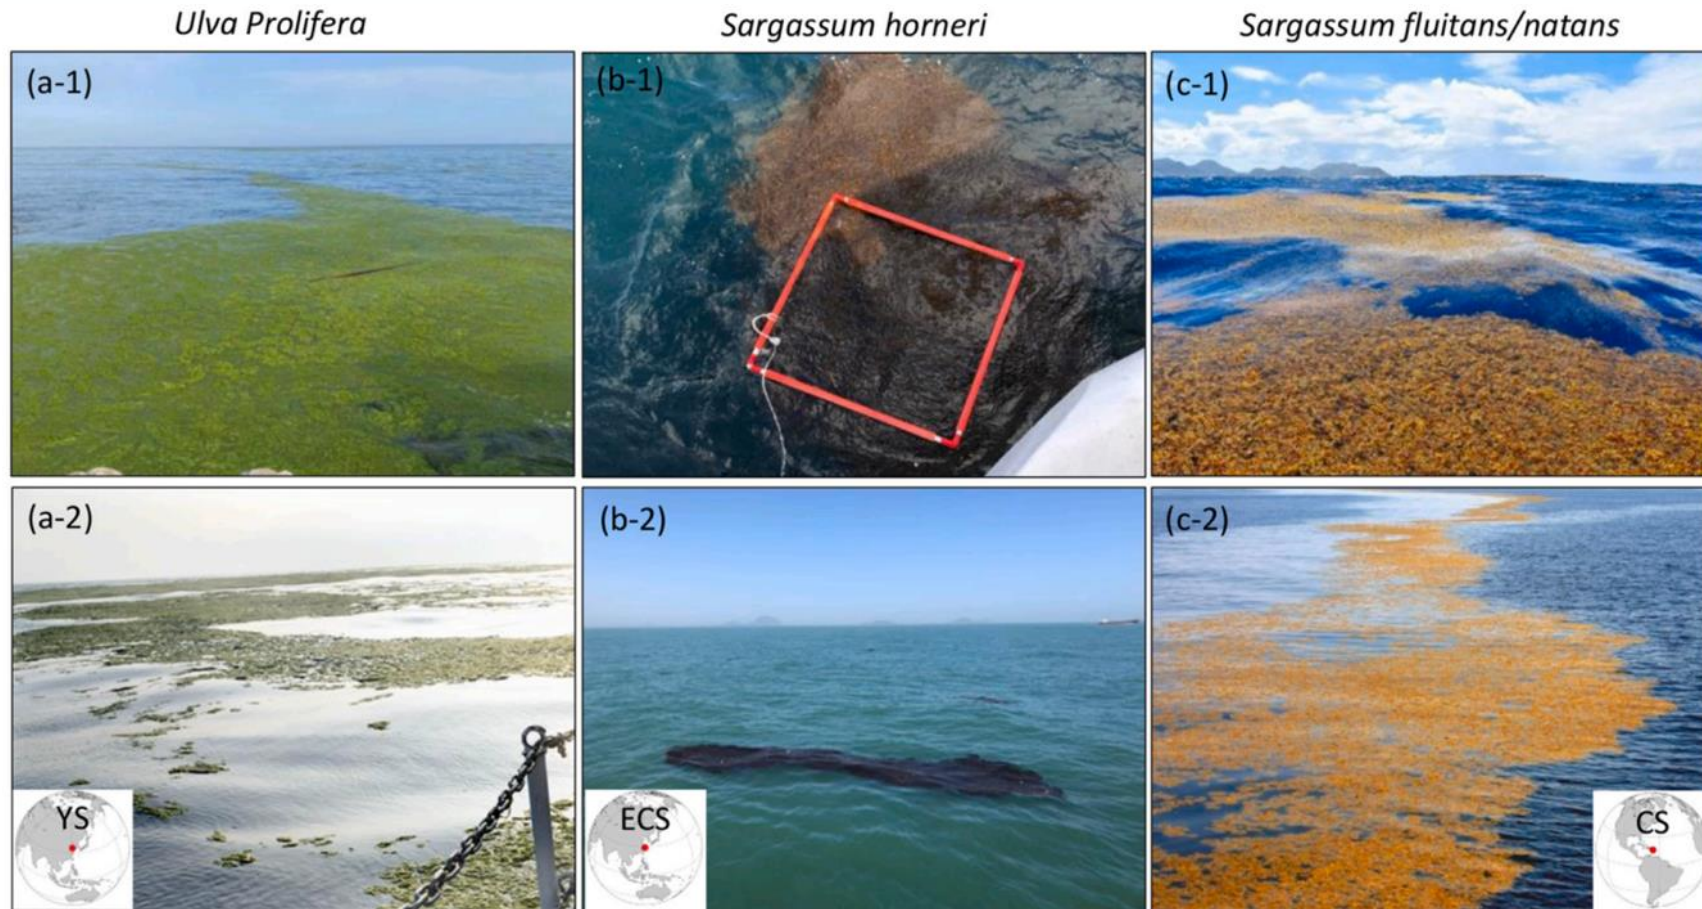 Ulva Prolifera
Sargassum horneri
Sargassum fluitans/natans
(a-1)
(b-1)
(c-1)
(a-2)
(b-2)
(c-2)
YS
ECS
CS